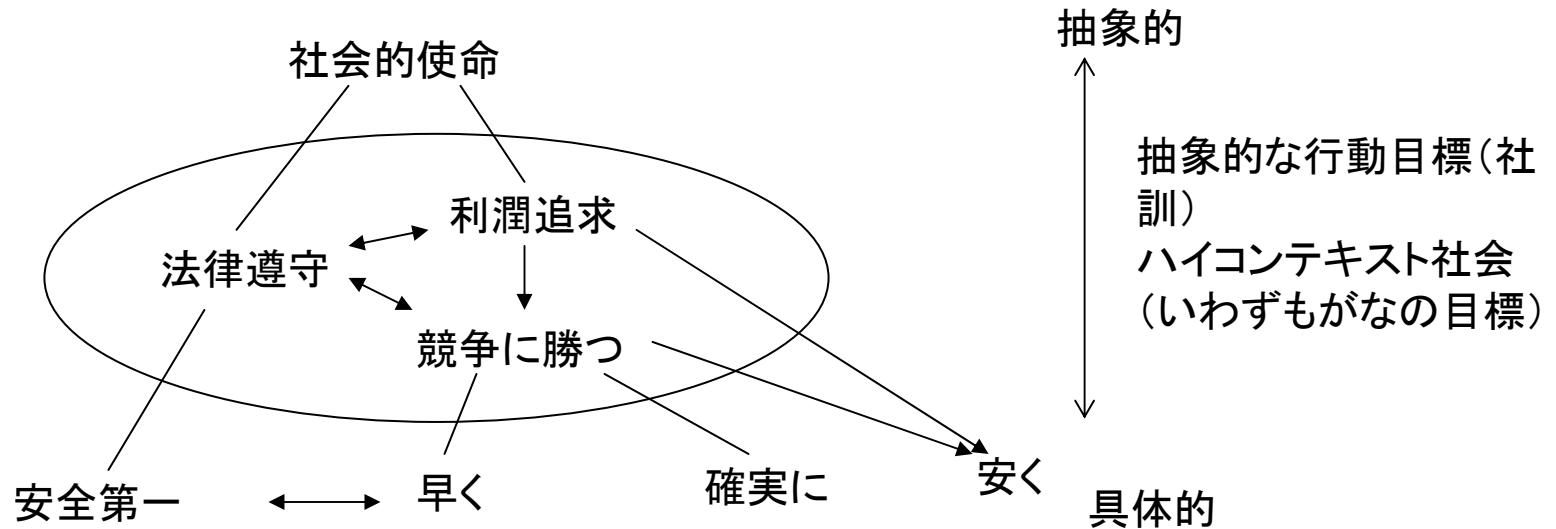 抽象的
社会的使命
抽象的な行動目標(社
訓)
利潤追求
ハイコンテキスト社会
法律遵守
(いわずもがなの目標)
競争に勝つ
安全第一
早く
確実に
安く
具体的